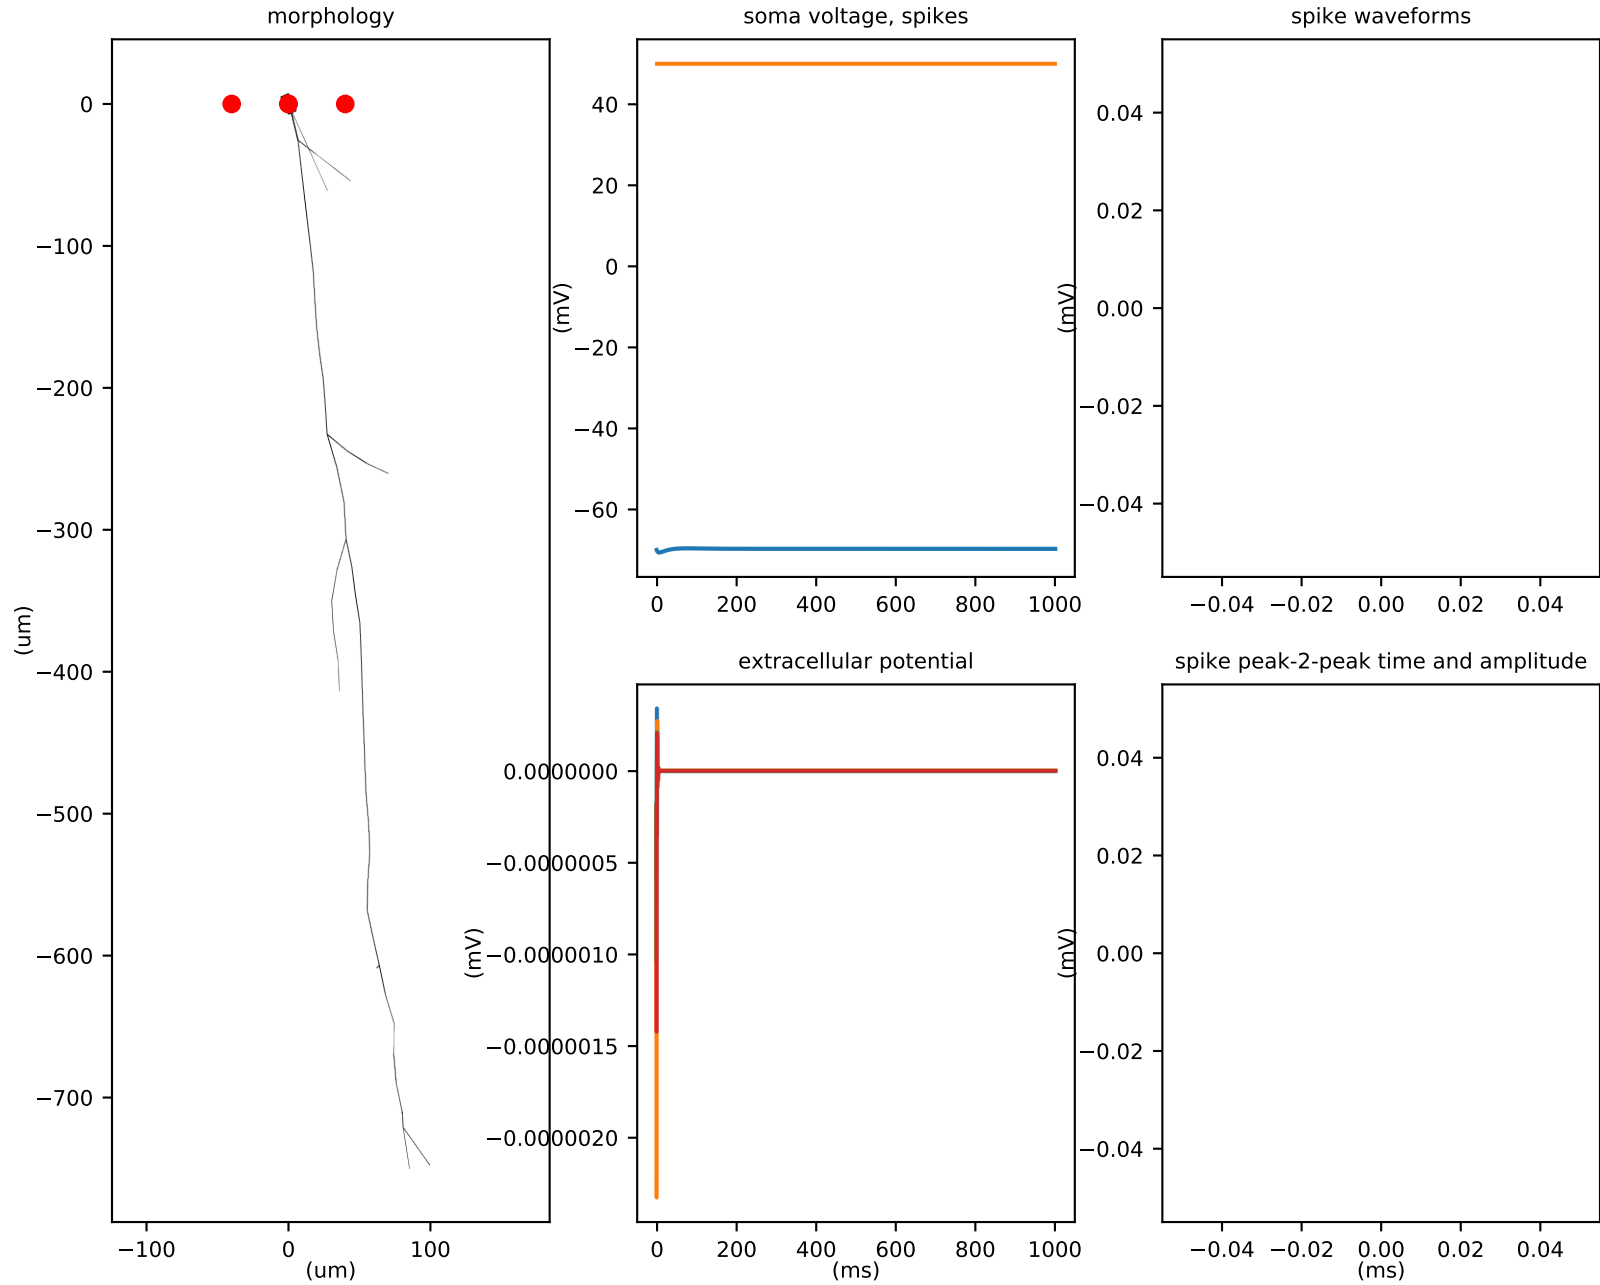 morphology
0
−100
−200
−300
−400
−500
−600
−700
(um)
−100 0 100
(um)
soma voltage, spikes
40
20
0
−20
−40
−60
(mV)
0 200 400 600 800 1000
spike waveforms
0.04
0.02
0.00
−0.02
−0.04
(mV)
−0.04 −0.02 0.00 0.02 0.04
extracellular potential
0.0000000
−0.0000005
−0.0000010
−0.0000015
−0.0000020
(mV)
0 200 400 600 800 1000
(ms)
spike peak-2-peak time and amplitude
0.04
0.02
0.00
−0.02
−0.04
(mV)
−0.04 −0.02 0.00 0.02 0.04
(ms)